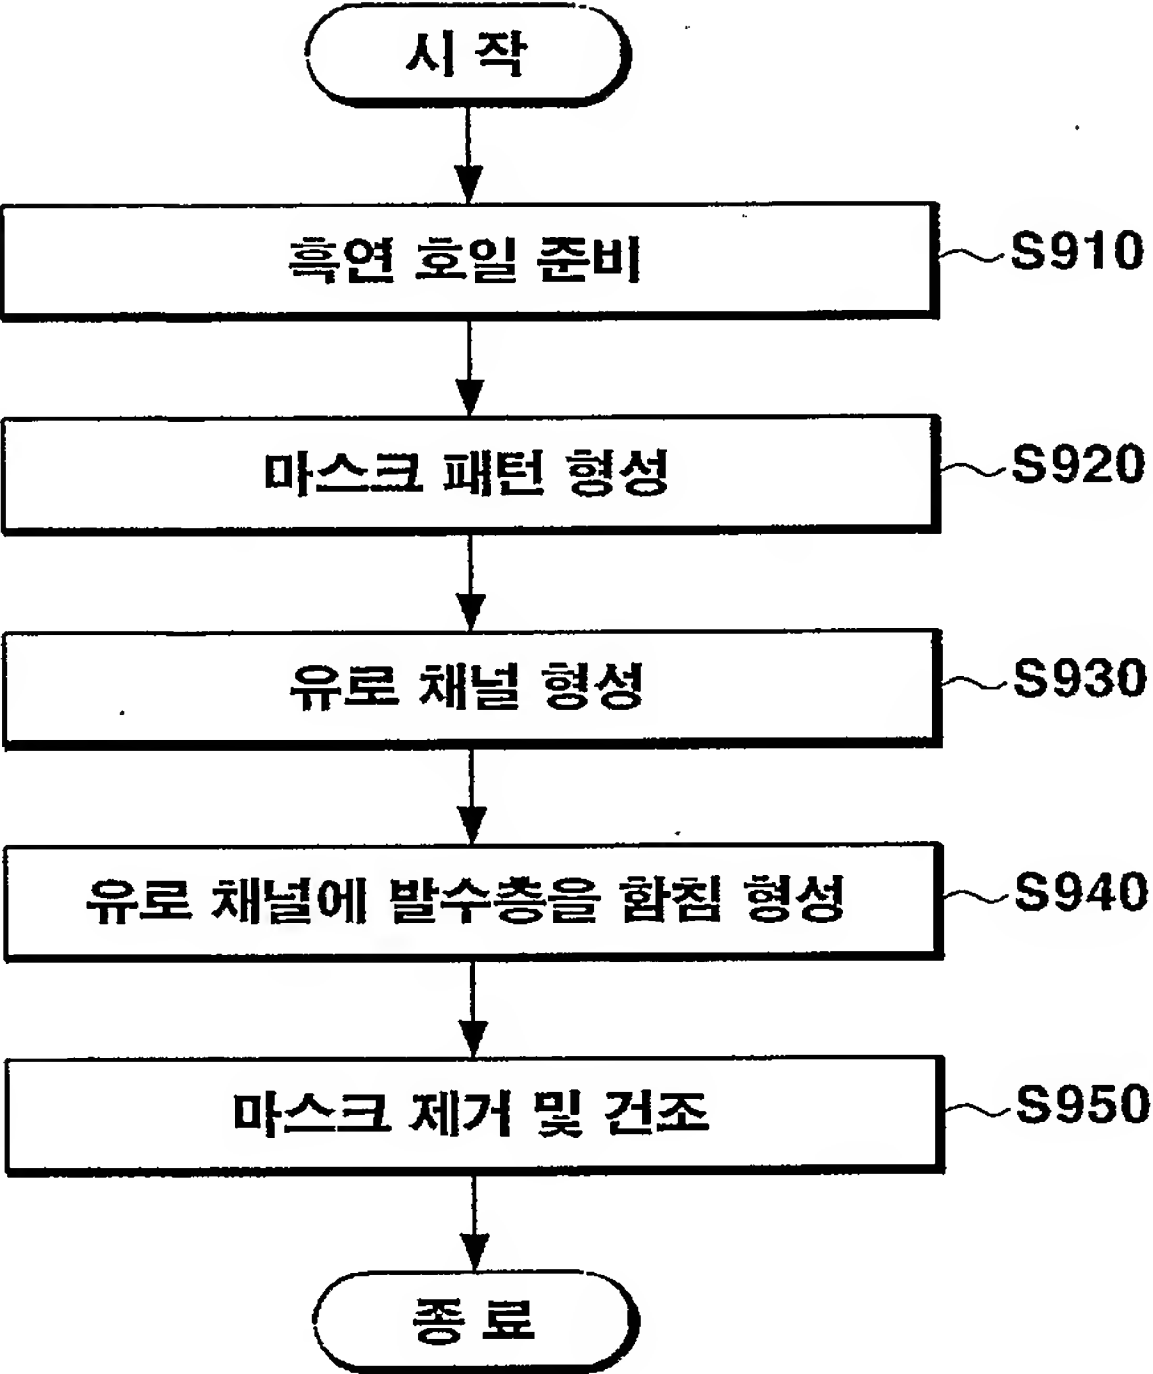 시 작
흑연 호일 준비 S910
마스크 패턴 형성 S920
유로 채널 형성 S930
유로 채널에 발수층을 함침 형성 S940
마스크 제거 및 건조 S950
종 료